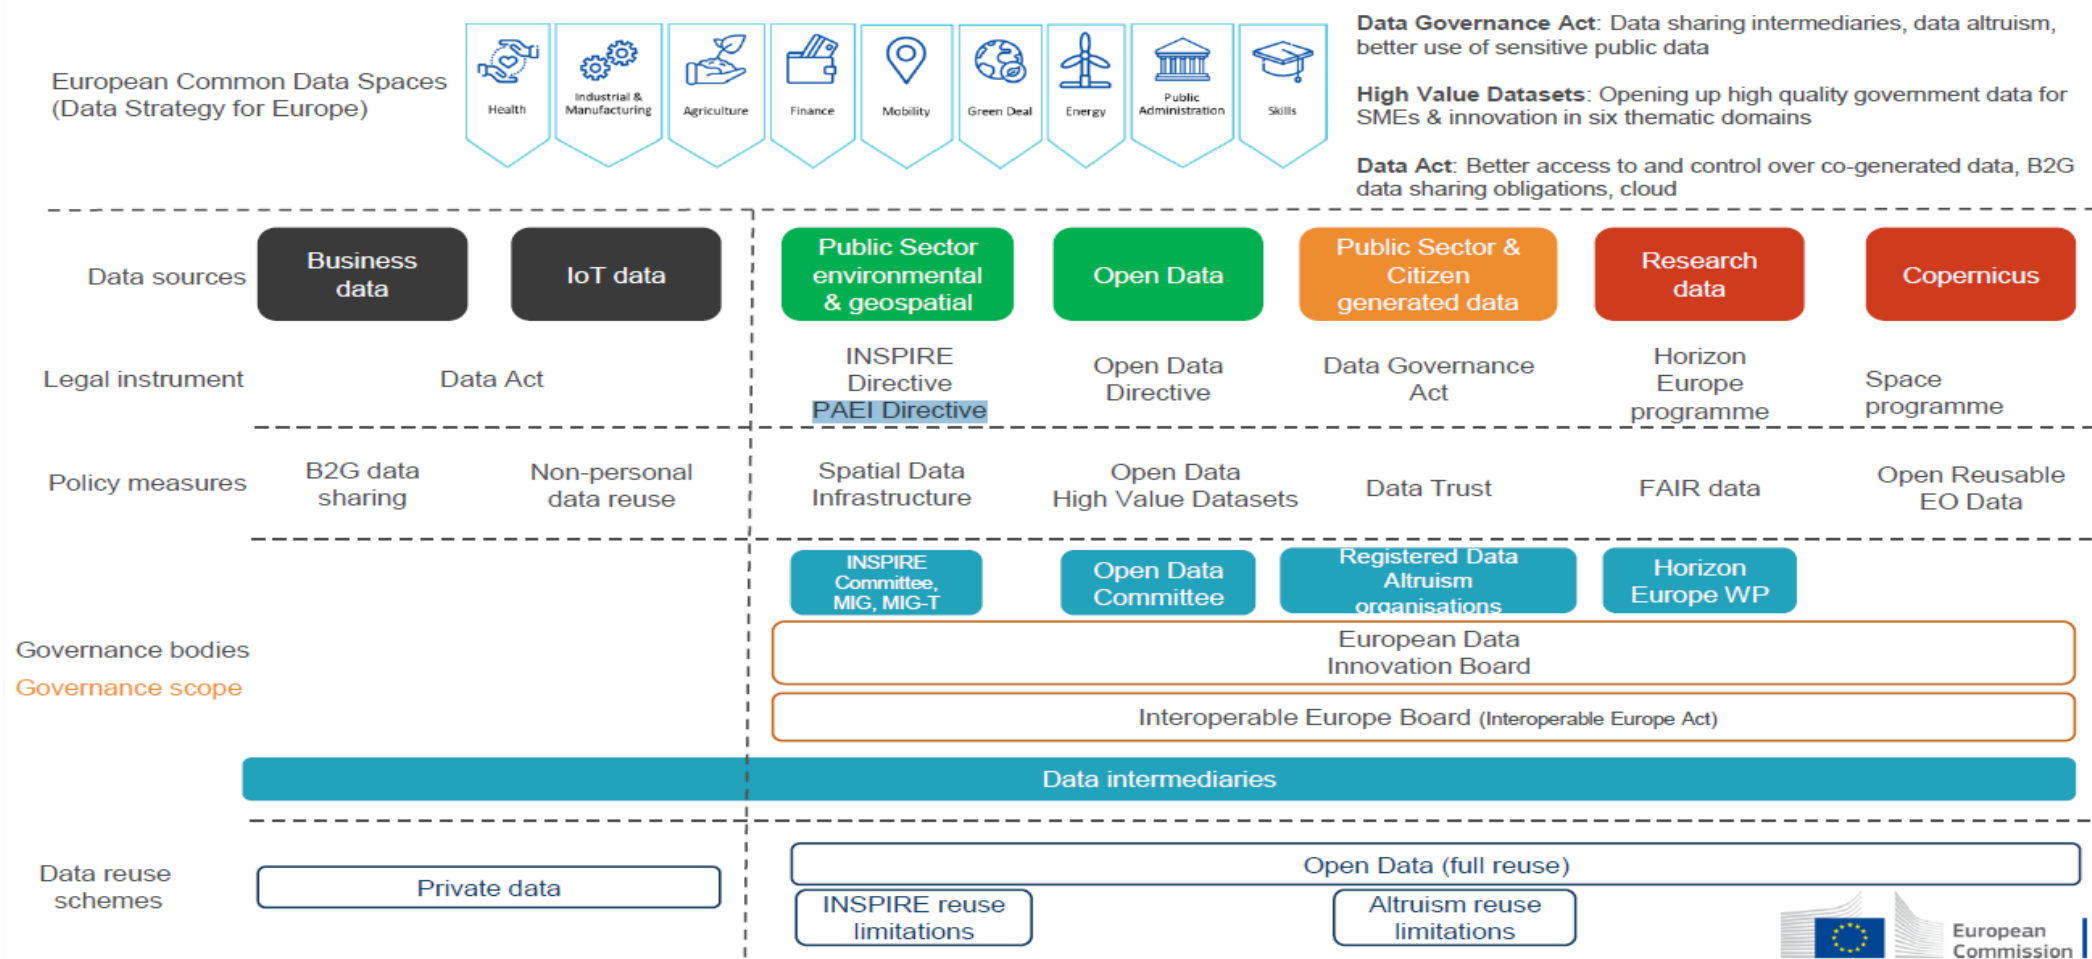 European Common Data Spaces
(Data Strategy for Europe)
Health
Industrial &
Manufacturing
Agriculture
Finance
Mobility
Green Deal
Energy
Public
Administration
Skills
Data Governance Act: Data sharing intermediaries, data altruism,
better use of sensitive public data
High Value Datasets: Opening up high quality government data for
SMEs & innovation in six thematic domains
Data Act: Better access to and control over co-generated data, B2G
data sharing obligations, cloud
Data sources
Business
data
IoT data
Public Sector
environmental
& geospatial
Open Data
Public Sector &
Citizen
generated data
Research
data
Copernicus
Legal instrument
Data Act
INSPIRE
Directive
PAEI Directive
Open Data
Directive
Data Governance
Act
Horizon
Europe
programme
Space
programme
Policy measures
B2G data
sharing
Non-personal
data reuse
Spatial Data
Infrastructure
Open Data
High Value Datasets
Data Trust
FAIR data
Open Reusable
EO Data
Governance bodies
Governance scope
INSPIRE
Committee,
MIG, MIG-T
Open Data
Committee
Registered Data
Altruism
organisations
Horizon
Europe WP
European Data
Innovation Board
Interoperable Europe Board (Interoperable Europe Act)
Data intermediaries
Data reuse
schemes
Private data
Open Data (full reuse)
INSPIRE reuse
limitations
Altruism reuse
limitations
European
Commission